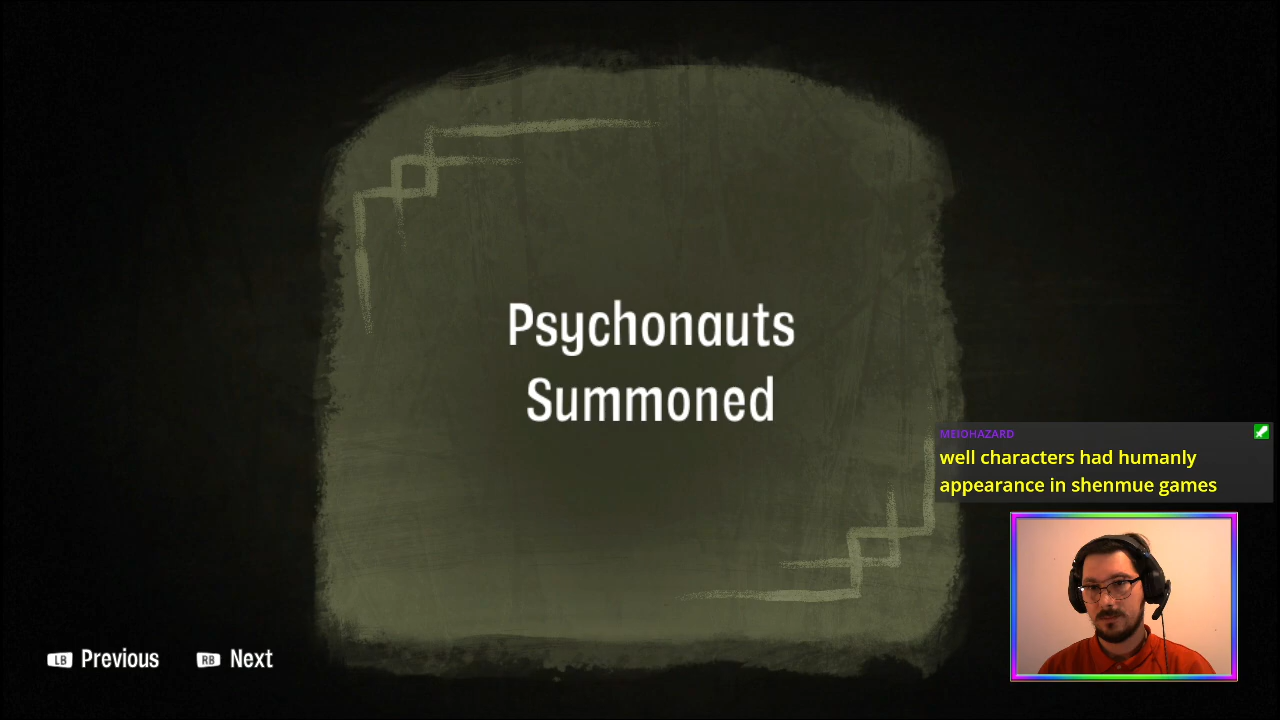 Psychonauts
Summoned
MEIOHAZARD
well characters had humanly
appearance in shenmue games
LB Previous
RB Next